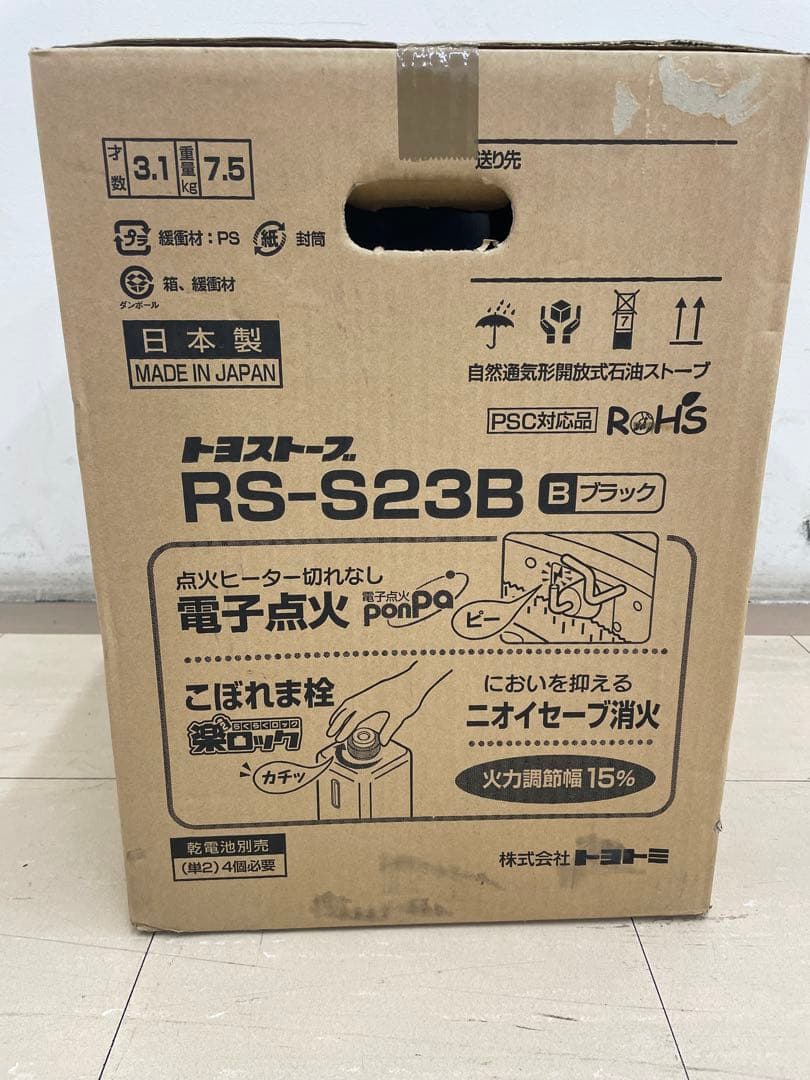 才数 3.1 重量kg 7.5
送り先
プラ 緩衝材：PS 紙 封筒
ダンボール 箱、緩衝材
日本製
MADE IN JAPAN
7
自然通気形開放式石油ストーブ
PSC対応品 RoHS
トヨストーブ
RS-S23B B ブラック
点火ヒーター切れなし
電子点火 電子点火 ponpa
ピー
こぼれま栓
らくらくロック
楽ロック
カチッ
においを抑える
ニオイセーブ消火
火力調節幅 15%
乾電池別売
(単2)4個必要
株式会社 トヨトミ